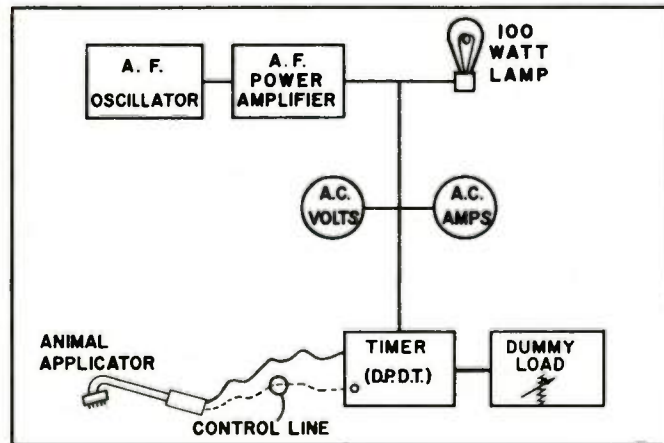 A. F.
OSCILLATOR
A. F.
POWER
AMPLIFIER
100
WATT
LAMP
A.C.
VOLTS
A.C.
AMPS
ANIMAL
APPLICATOR
TIMER
(D.P.D.T.)
DUMMY
LOAD
CONTROL LINE